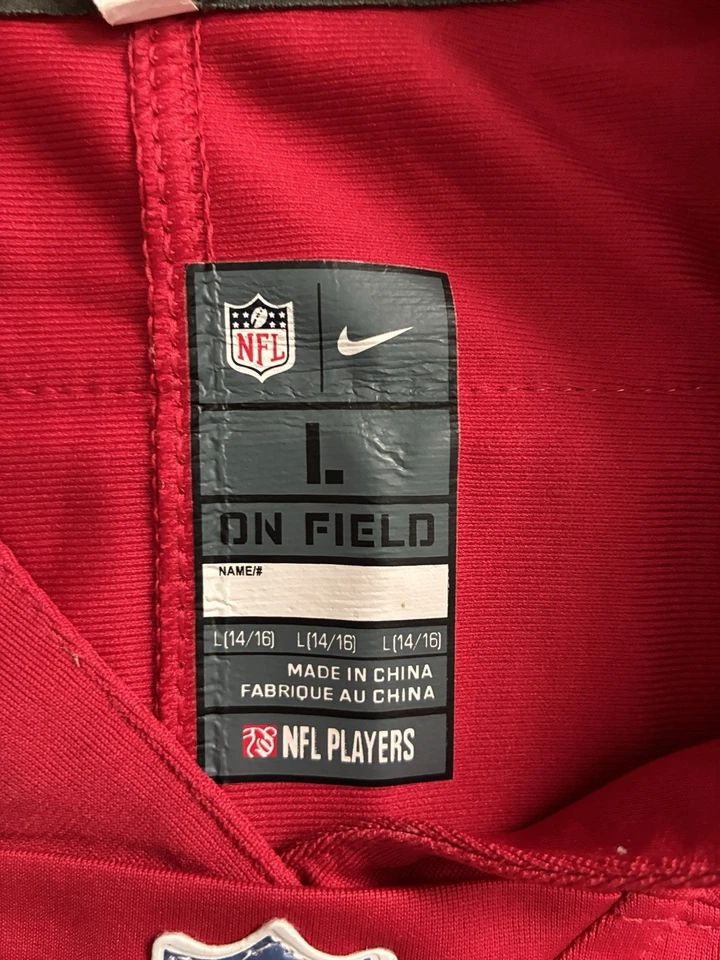 NFL
L
ON FIELD
NAME/#
L(14/16) L(14/16) L(14/16)
MADE IN CHINA
FABRIQUE AU CHINA
NFL PLAYERS